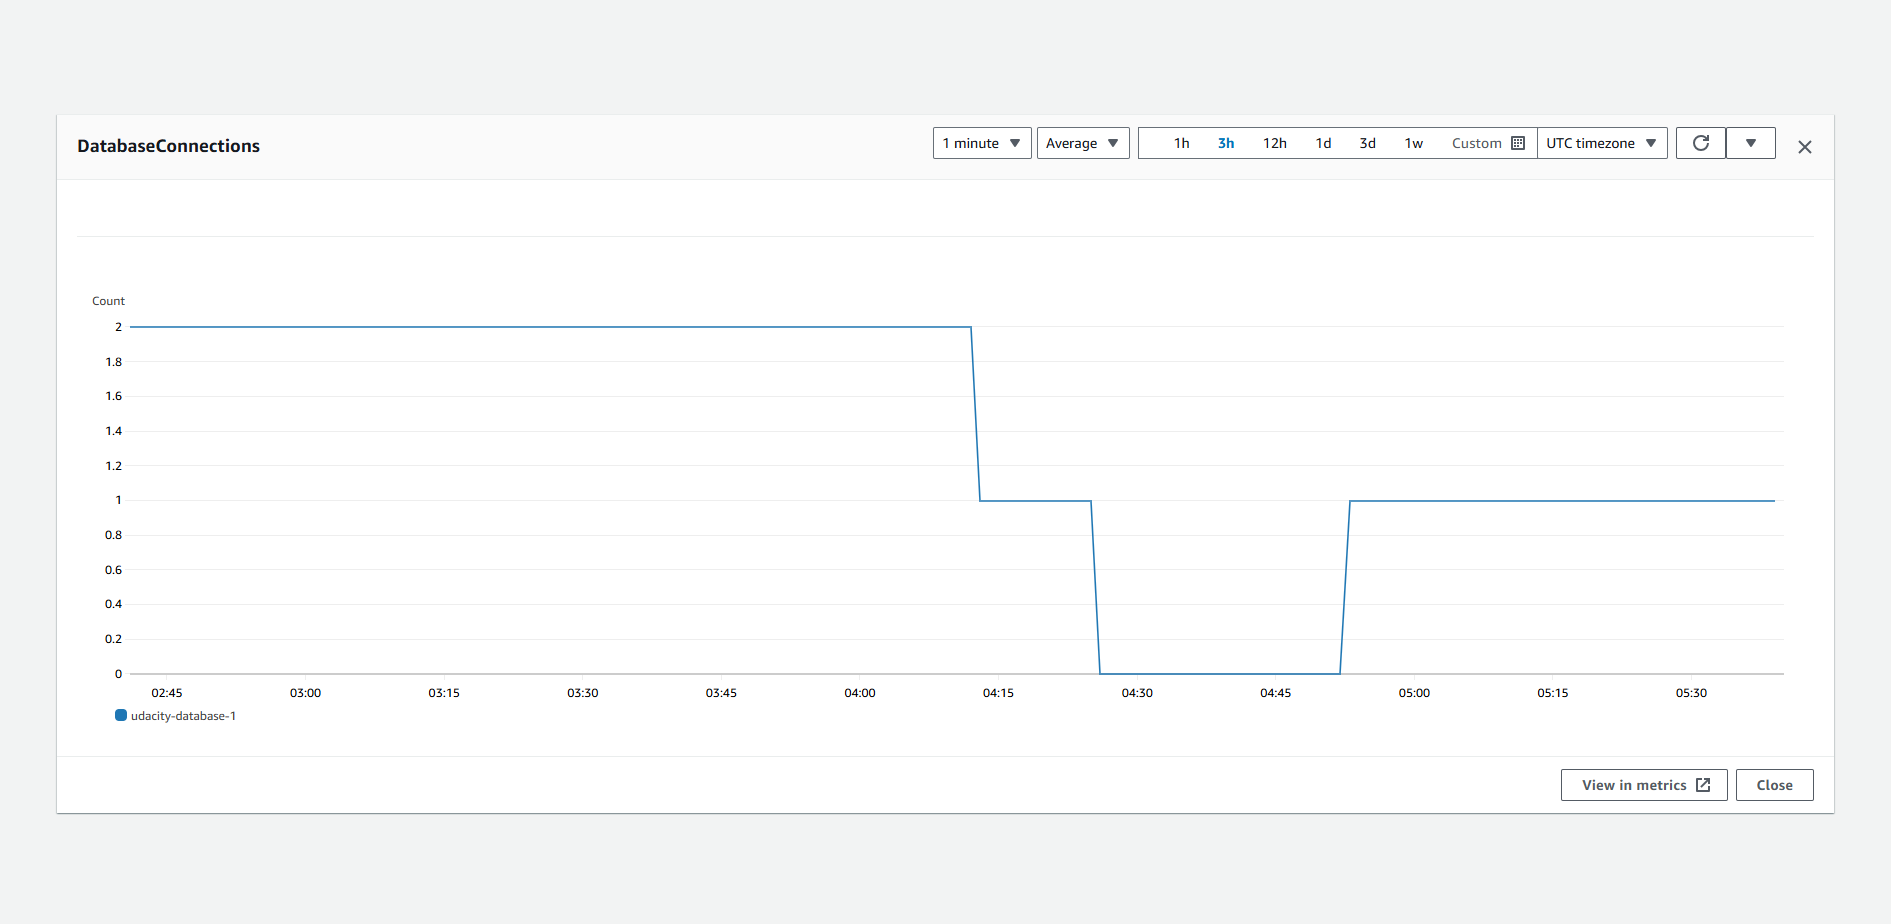 DatabaseConnections
1 minute Average 1h 3h 12h 1d 3d 1w Custom UTC timezone
Count
2
1.8
1.6
1.4
1.2
1
0.8
0.6
0.4
0.2
0
02:45 03:00 03:15 03:30 03:45 04:00 04:15 04:30 04:45 05:00 05:15 05:30
udacity-database-1
View in metrics Close